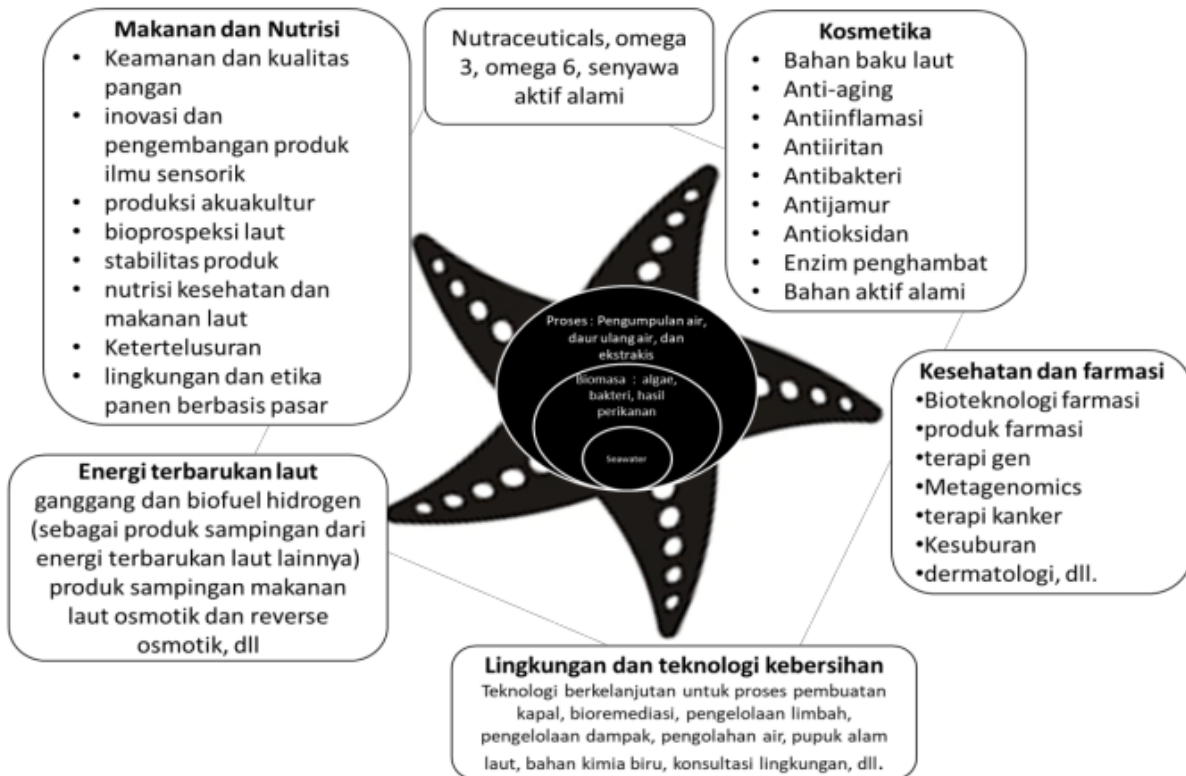 Makanan dan Nutrisi
• Keamanan dan kualitas
pangan
• inovasi dan
pengembangan produk
ilmu sensorik
• produksi akuakultur
• bioprospeksi laut
• stabilitas produk
• nutrisi kesehatan dan
makanan laut
• Ketertelusuran
• lingkungan dan etika
panen berbasis pasar
Nutraceuticals, omega
3, omega 6, senyawa
aktif alami
Kosmetika
• Bahan baku laut
• Anti-aging
• Antiinflamasi
• Antiiritan
• Antibakteri
• Antijamur
• Antioksidan
• Enzim penghambat
• Bahan aktif alami
Proses : Pengumpulan air,
daur ulang air, dan
ekstrakis
Biomasa : algae,
bakteri, hasil
perikanan
Seawater
Kesehatan dan farmasi
•Bioteknologi farmasi
•produk farmasi
•terapi gen
•Metagenomics
•terapi kanker
•Kesuburan
•dermatologi, dll.
Energi terbarukan laut
ganggang dan biofuel hidrogen
(sebagai produk sampingan dari
energi terbarukan laut lainnya)
produk sampingan makanan
laut osmotik dan reverse
osmotik, dll
Lingkungan dan teknologi kebersihan
Teknologi berkelanjutan untuk proses pembuatan
kapal, bioremediasi, pengelolaan limbah,
pengelolaan dampak, pengolahan air, pupuk alam
laut, bahan kimia biru, konsultasi lingkungan, dll.